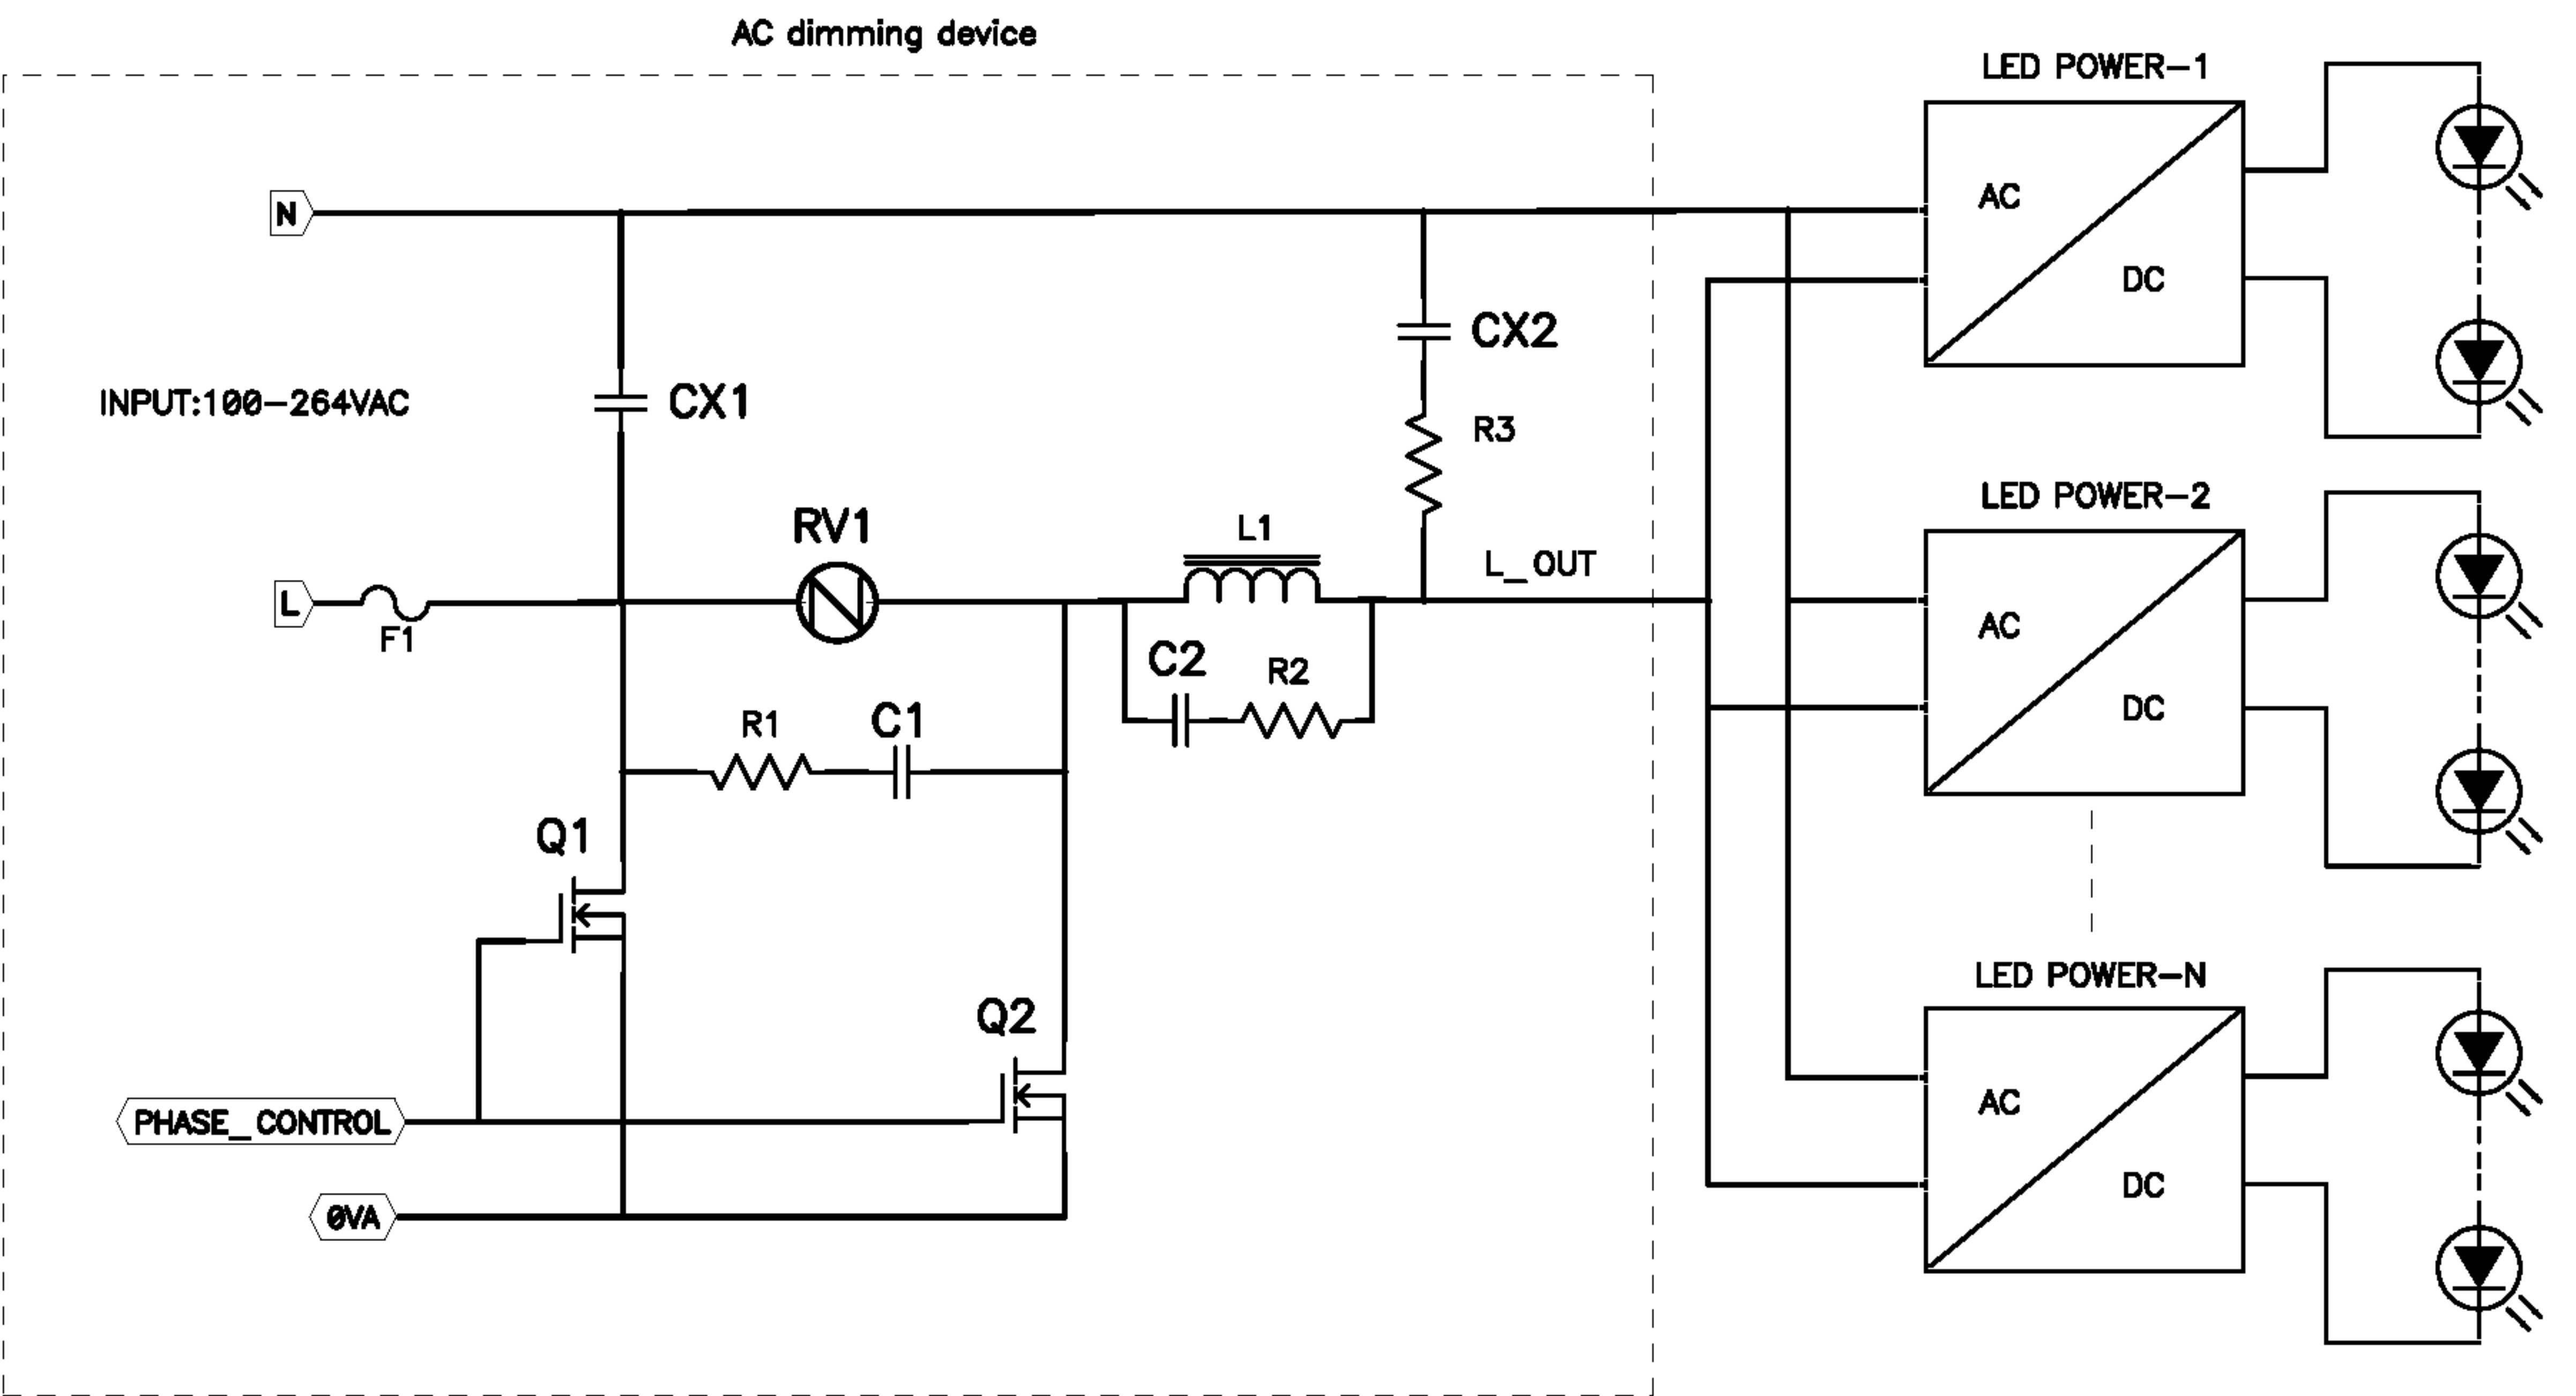 AC dimming device
LED POWER-1
N
AC
DC
CX2
INPUT:100-264VAC
CX1
R3
LED POWER-2
RV1
L1
L_OUT
L
F1
AC
C2
R2
DC
R1
C1
Q1
LED POWER-N
Q2
AC
PHASE_CONTROL
DC
0VA